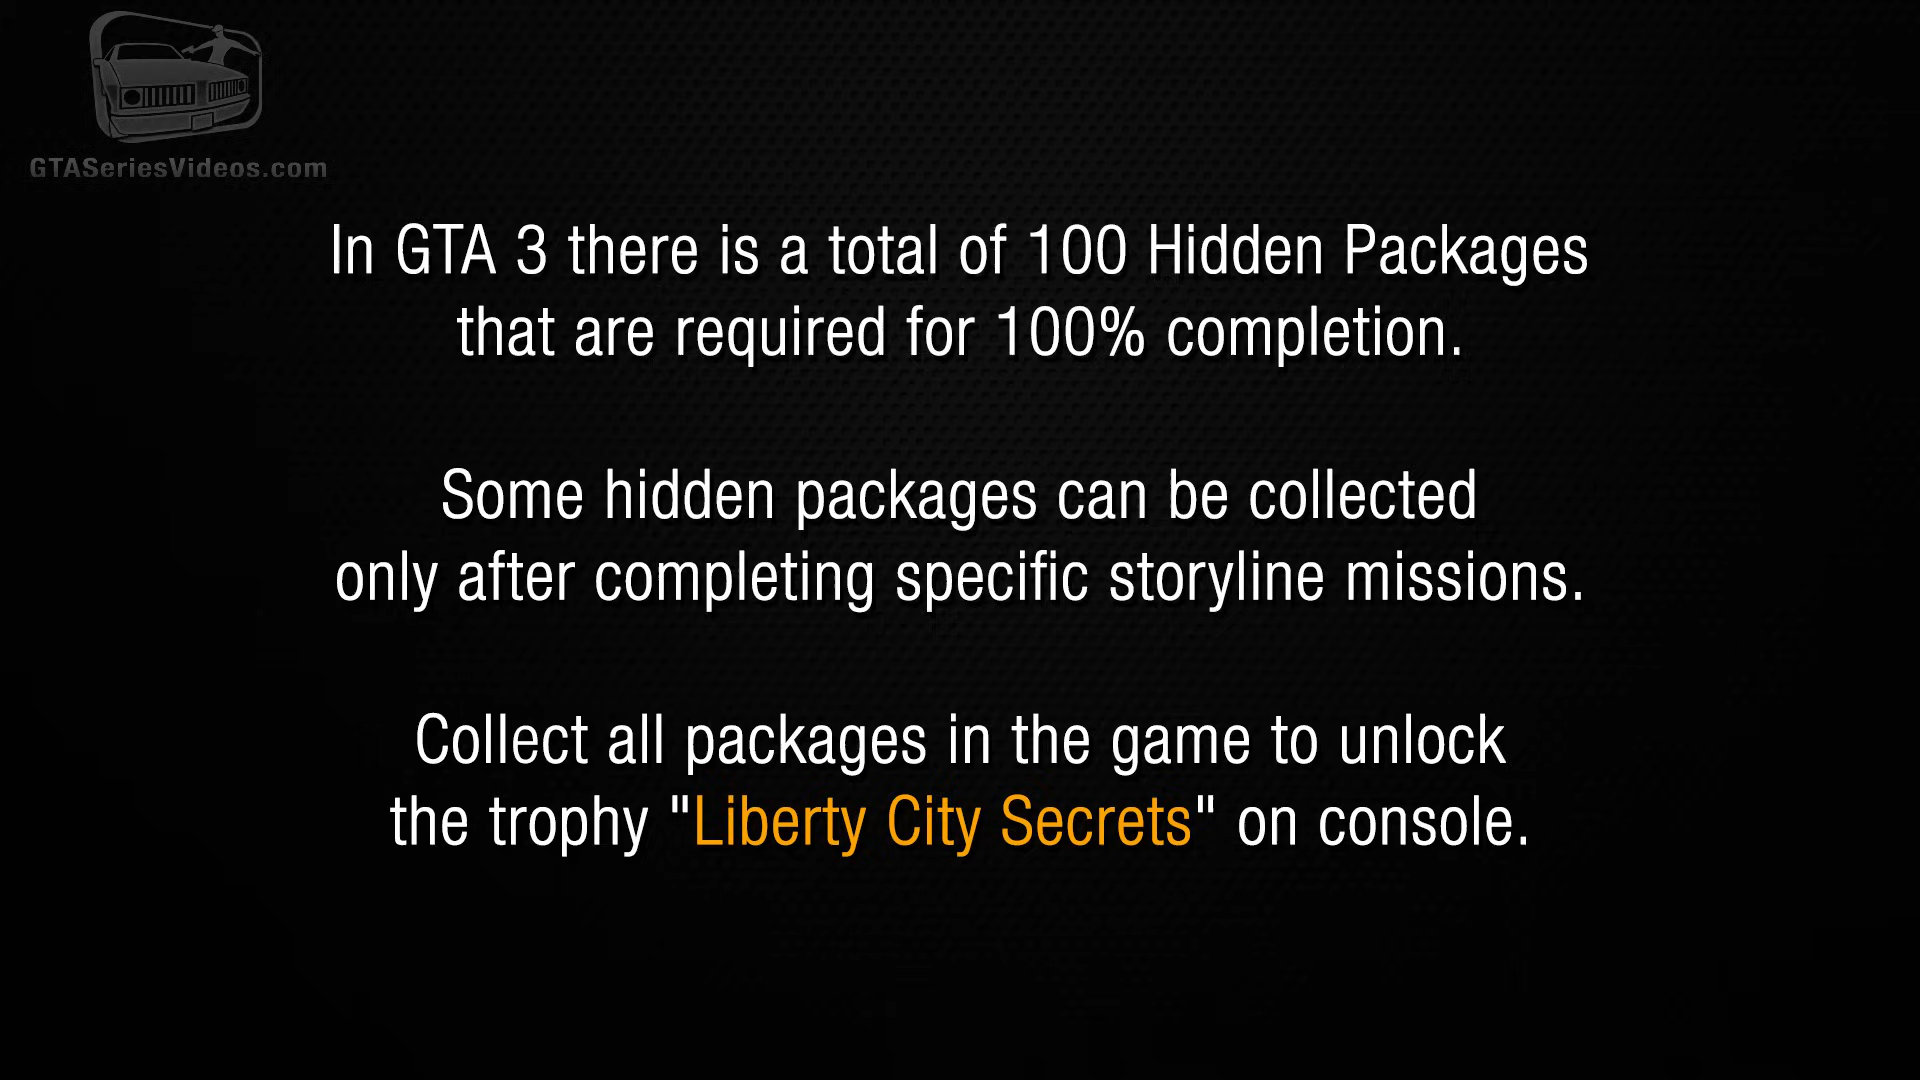 GTASeriesVideos.com
In GTA 3 there is a total of 100 Hidden Packages
that are required for 100% completion.
Some hidden packages can be collected
only after completing specific storyline missions.
Collect all packages in the game to unlock
the trophy "Liberty City Secrets" on console.